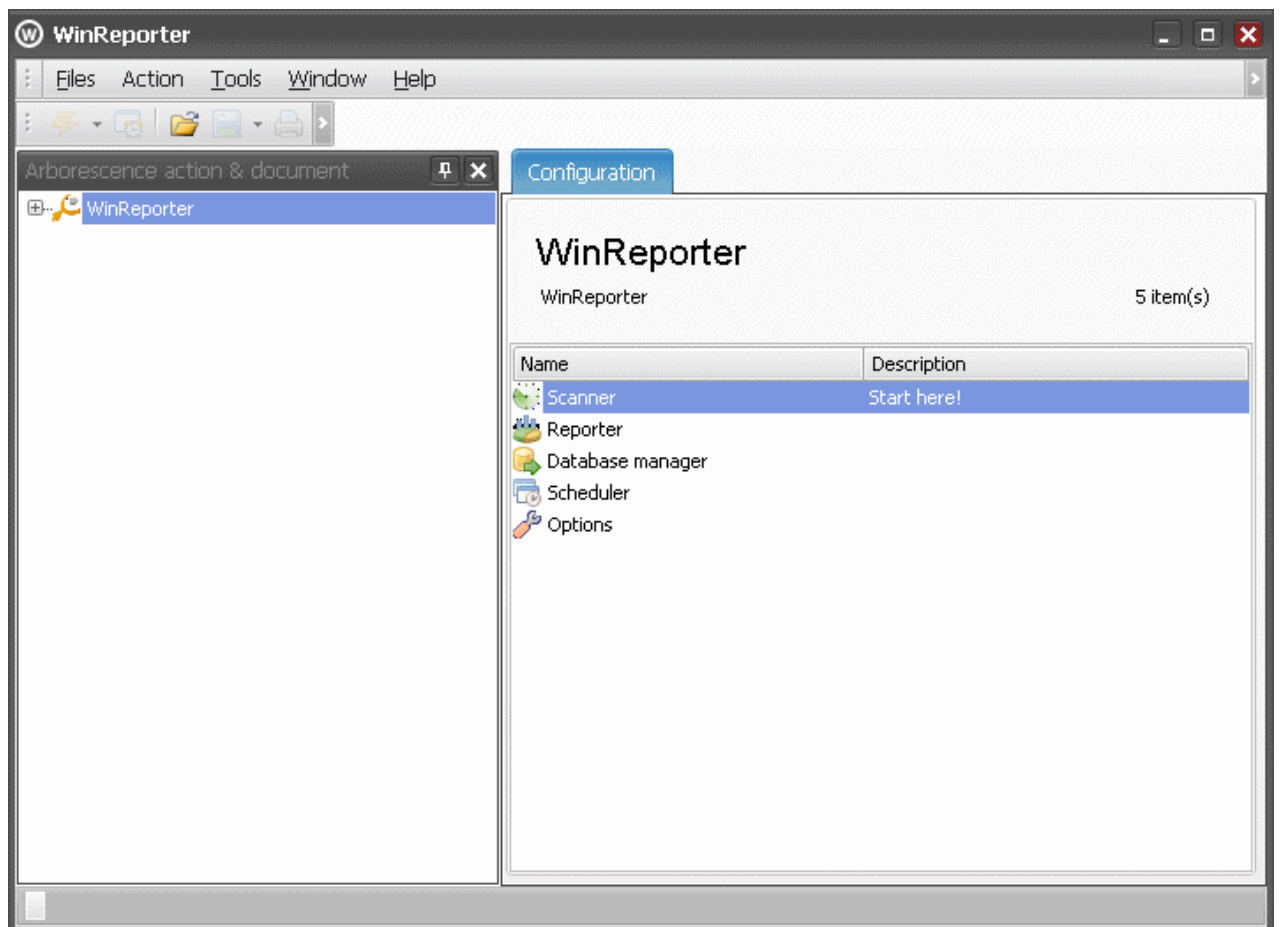 WinReporter
Files Action Tools Window Help
Arborescence action & document
Configuration
WinReporter
WinReporter
WinReporter 5 item(s)
Name Description
Scanner Start here!
Reporter
Database manager
Scheduler
Options